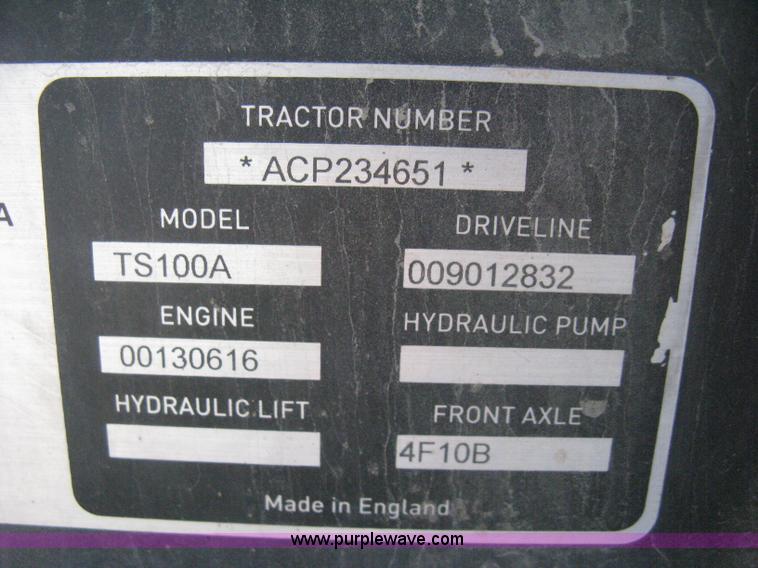 TRACTOR NUMBER
* ACP234651 *
A
MODEL
DRIVELINE
TS100A
009012832
ENGINE
HYDRAULIC PUMP
00130616
HYDRAULIC LIFT
FRONT AXLE
4F10B
Made in England
www.purplewave.com